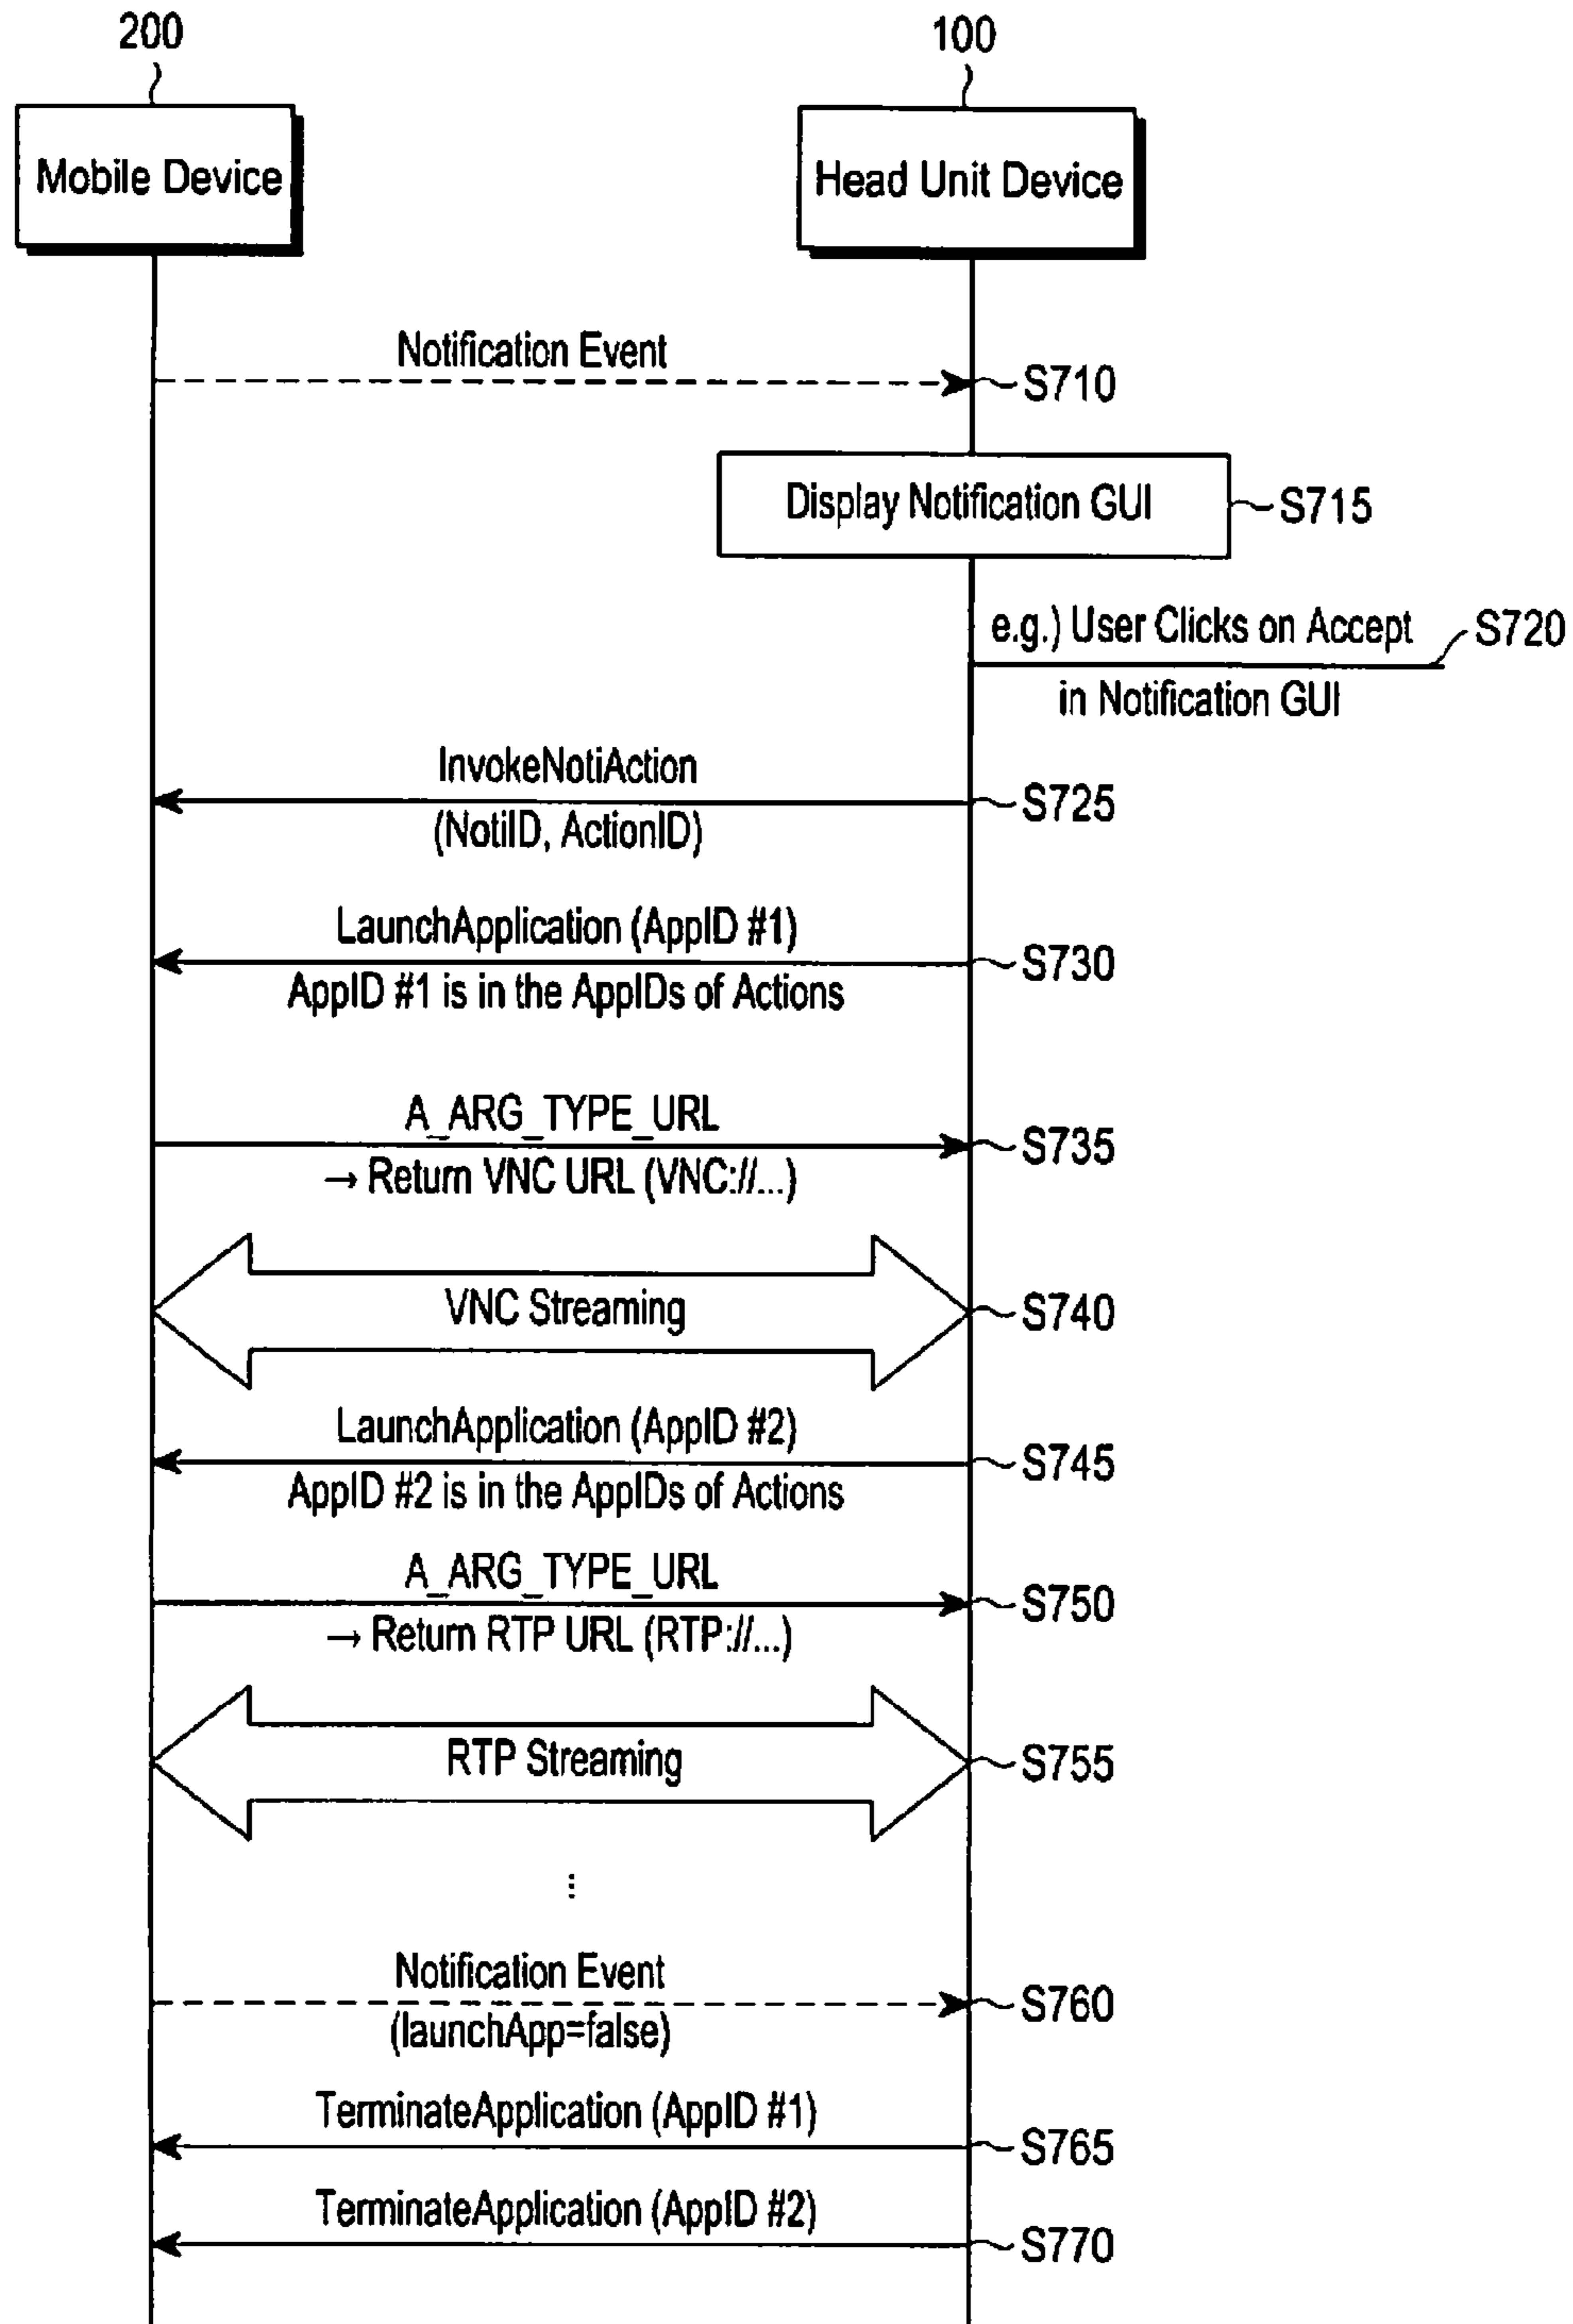 200
100
Mobile Device
Head Unit Device
Notification Event
S710
Display Notification GUI
S715
e.g.) User Clicks on Accept
S720
in Notification GUI
InvokeNotiAction
S725
(NotiID, ActionID)
LaunchApplication (AppID #1)
S730
AppID #1 is in the AppIDs of Actions
A_ARG_TYPE_URL
S735
→ Return VNC URL (VNC://...)
VNC Streaming
S740
LaunchApplication (AppID #2)
S745
AppID #2 is in the AppIDs of Actions
A_ARG_TYPE_URL
S750
→ Return RTP URL (RTP://...)
RTP Streaming
S755
⋮
Notification Event
S760
(launchApp=false)
TerminateApplication (AppID #1)
S765
TerminateApplication (AppID #2)
S770